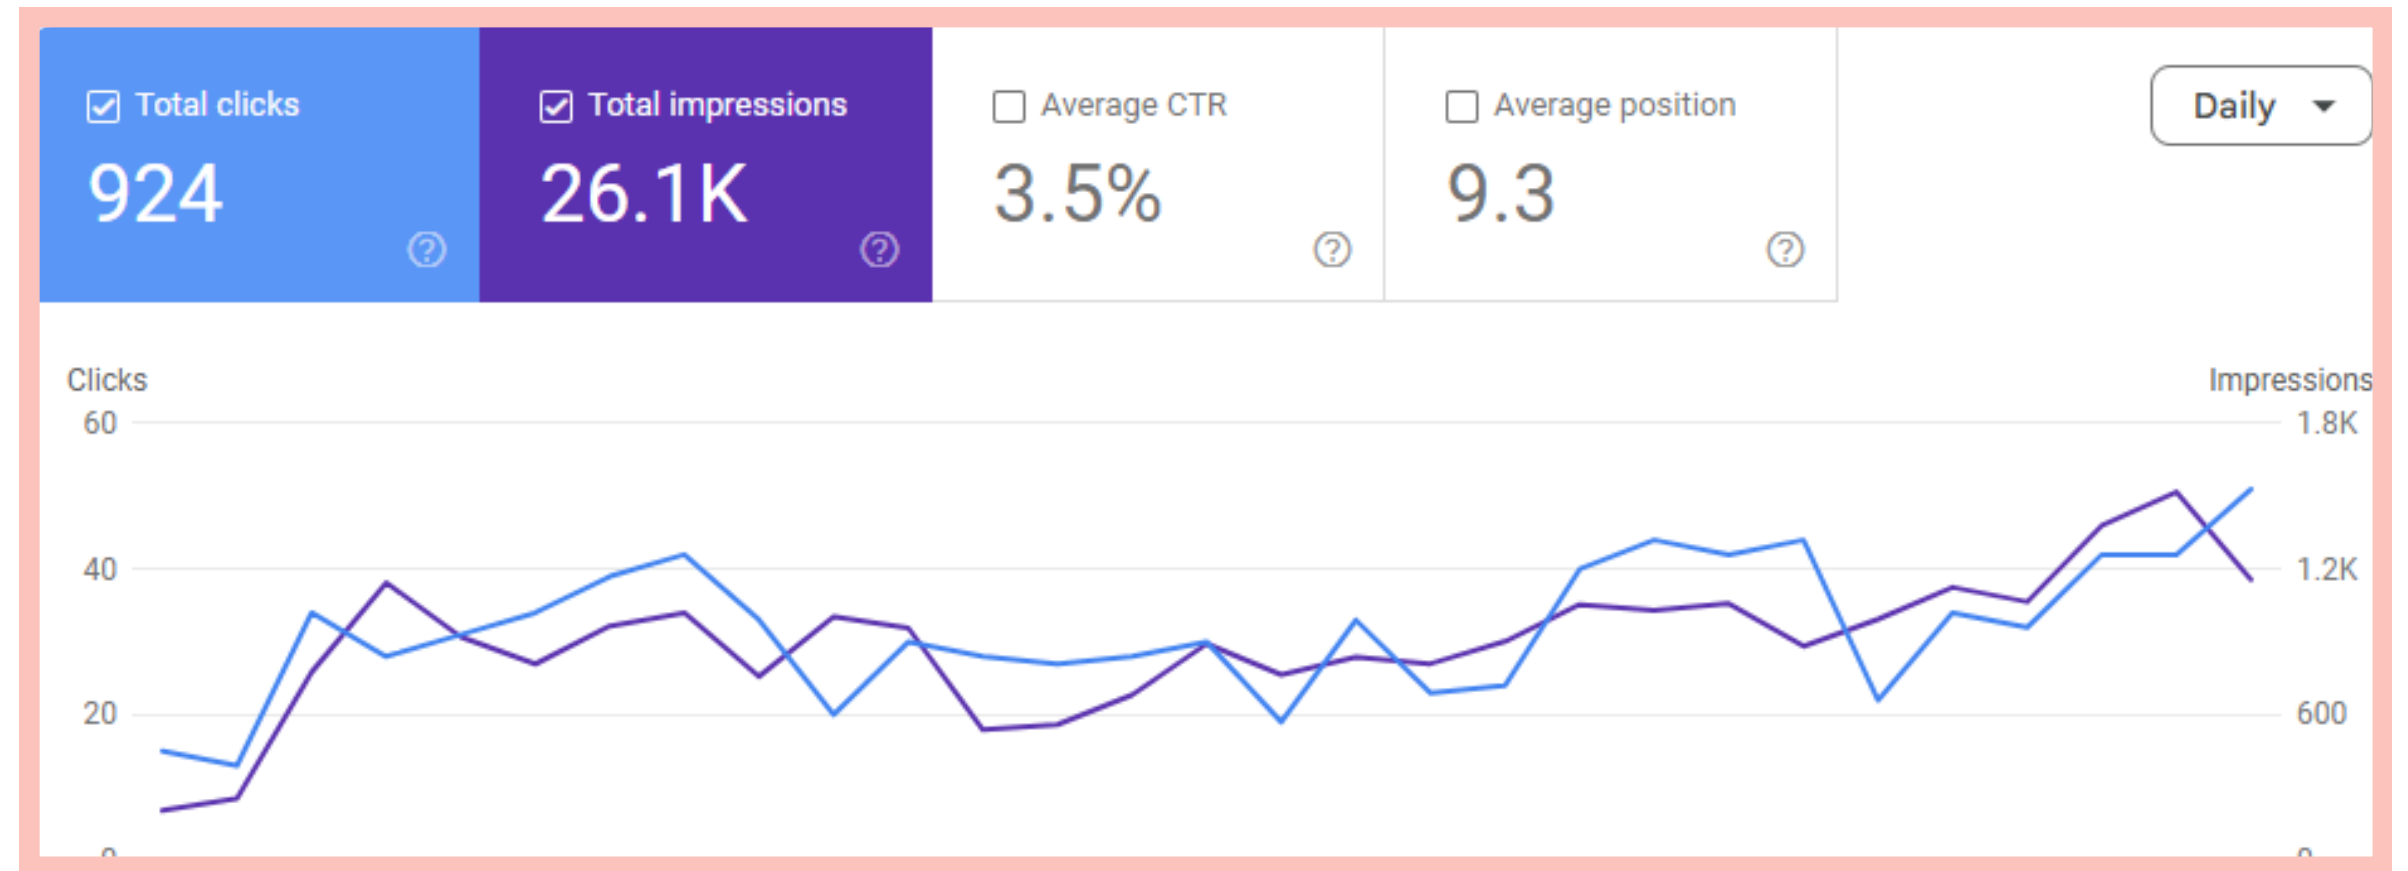 Total clicks
924
Total impressions
26.1K
Average CTR
3.5%
Average position
9.3
Daily
Clicks
Impressions
60
1.8K
40
1.2K
20
600